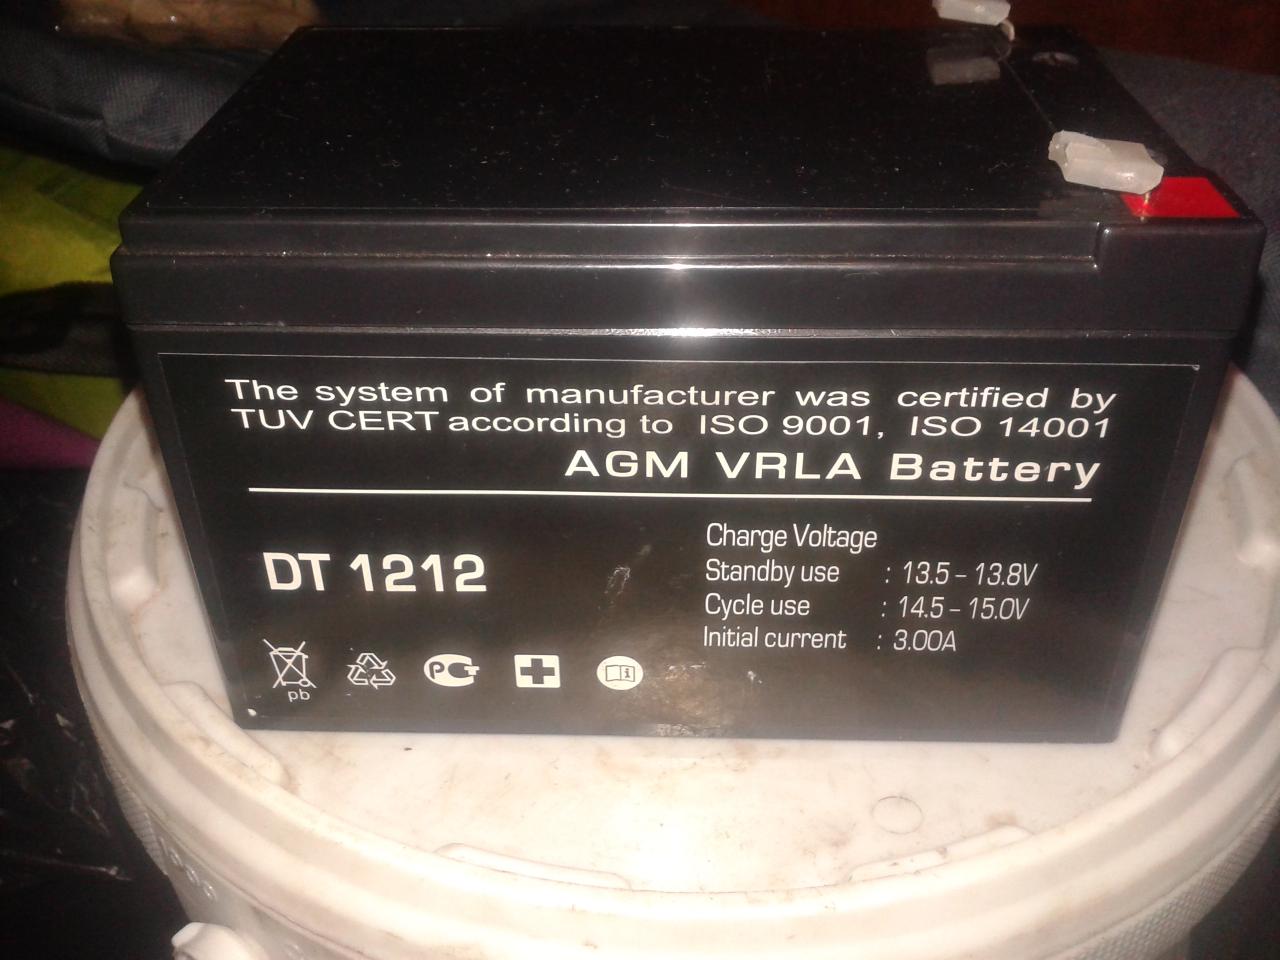 The system of manufacturer was certified by
TUV CERT according to ISO 9001, ISO 14001
AGM VRLA Battery
DT 1212
Charge Voltage
Standby use : 13.5 – 13.8V
Cycle use : 14.5 – 15.0V
Initial current : 3.00A
pb
РСТ